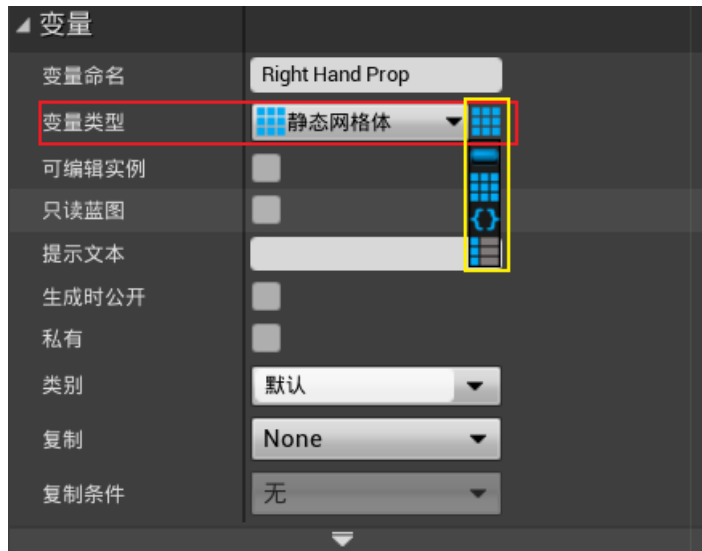 变量
变量命名 Right Hand Prop
变量类型 静态网格体
可编辑实例
只读蓝图
提示文本
生成时公开
私有
类别 默认
复制 None
复制条件 无